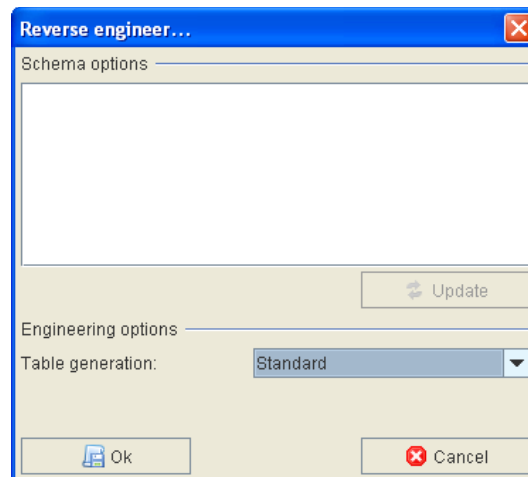 Reverse engineer...
Schema options
Update
Engineering options
Table generation: Standard
Ok Cancel